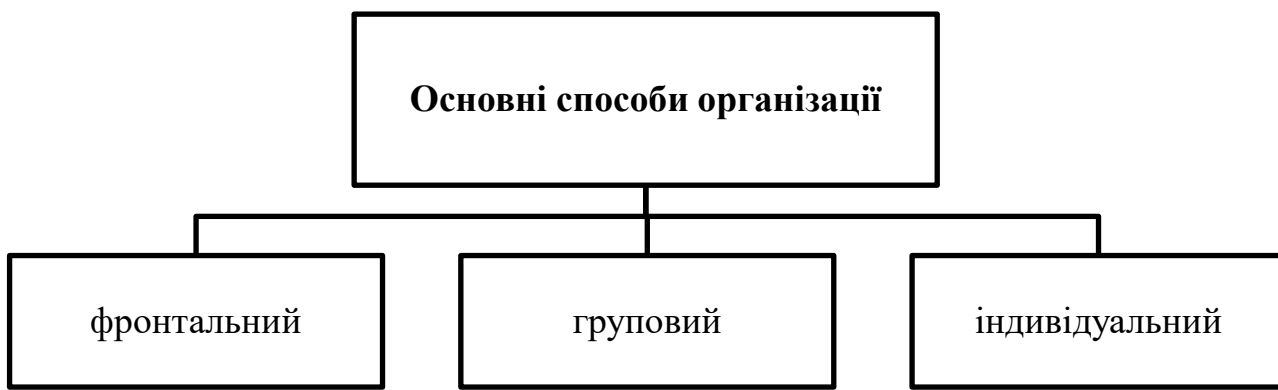 Основні способи організації
фронтальний
груповий
індивідуальний